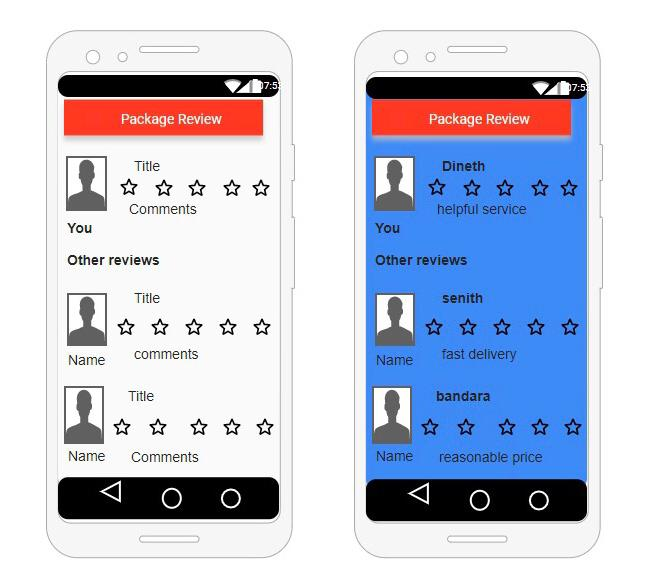 07:5
Package Review
Title
Comments
You
Other reviews
Title
comments
Name
Title
Comments
Name
07:5
Package Review
Dineth
helpful service
You
Other reviews
senith
fast delivery
Name
bandara
reasonable price
Name